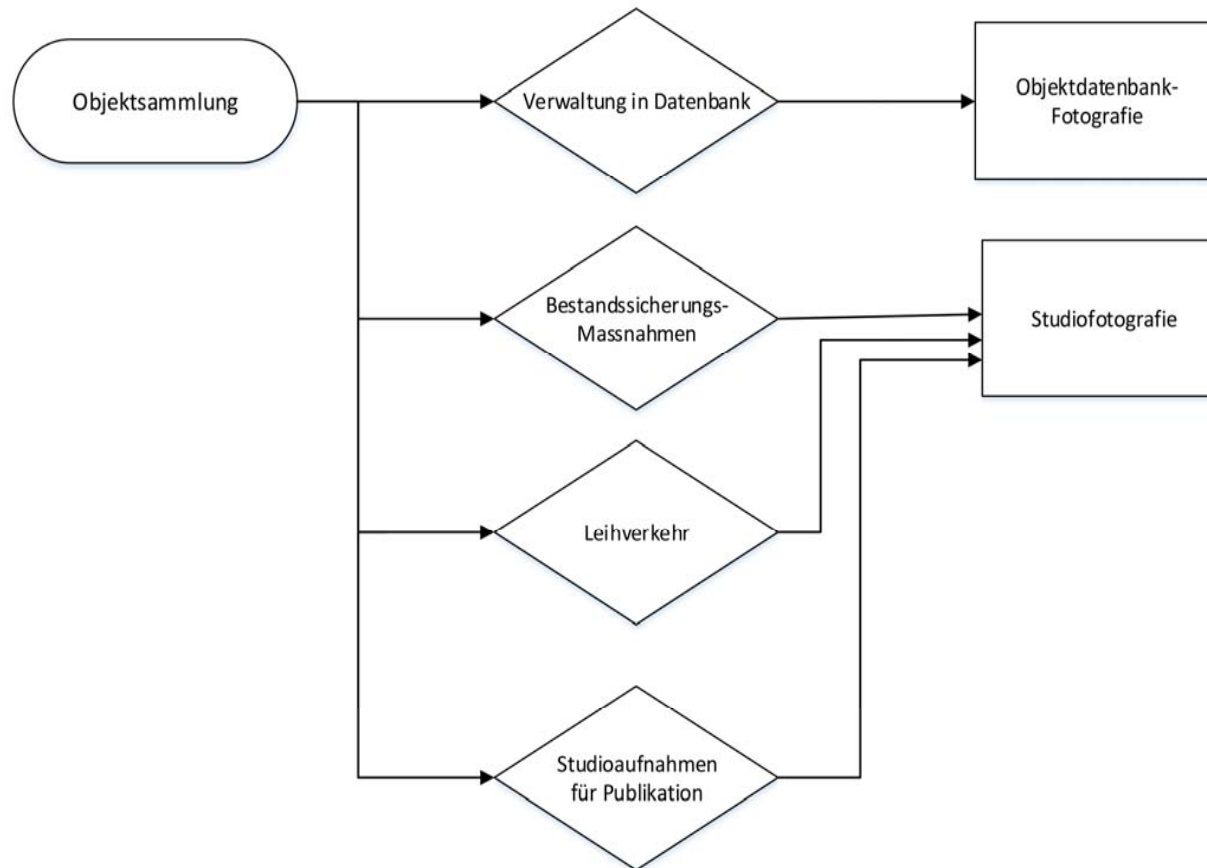 Objektsammlung
Verwaltung in Datenbank
Objektdatenbank-
Fotografie
Bestandssicherungs-
Massnahmen
Studiofotografie
Leihverkehr
Studioaufnahmen
für Publikation